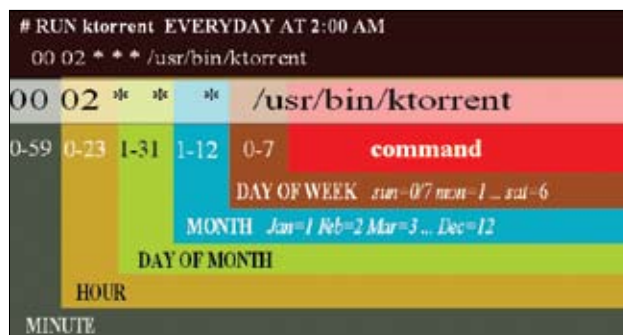 # RUN ktorrent EVERYDAY AT 2:00 AM
00 02 * * * /usr/bin/ktorrent
00 02 * * * /usr/bin/ktorrent
0-59 0-23 1-31 1-12 0-7 command
DAY OF WEEK sun=0/7 mon=1 ... sat=6
MONTH Jan=1 Feb=2 Mar=3 ... Dec=12
DAY OF MONTH
HOUR
MINUTE